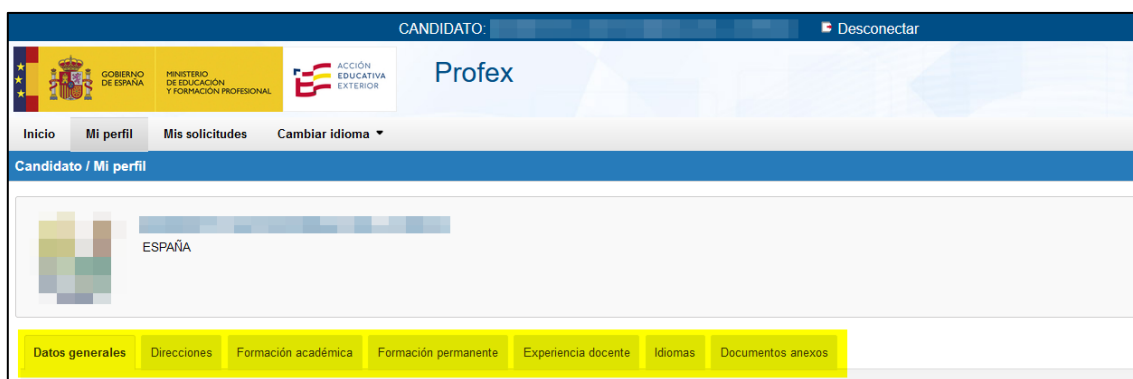 CANDIDATO:
Desconectar
GOBIERNO
DE ESPAÑA
MINISTERIO
DE EDUCACIÓN
Y FORMACIÓN PROFESIONAL
ACCIÓN
EDUCATIVA
EXTERIOR
Profex
Inicio Mi perfil Mis solicitudes Cambiar idioma
Candidato / Mi perfil
ESPAÑA
Datos generales Direcciones Formación académica Formación permanente Experiencia docente Idiomas Documentos anexos